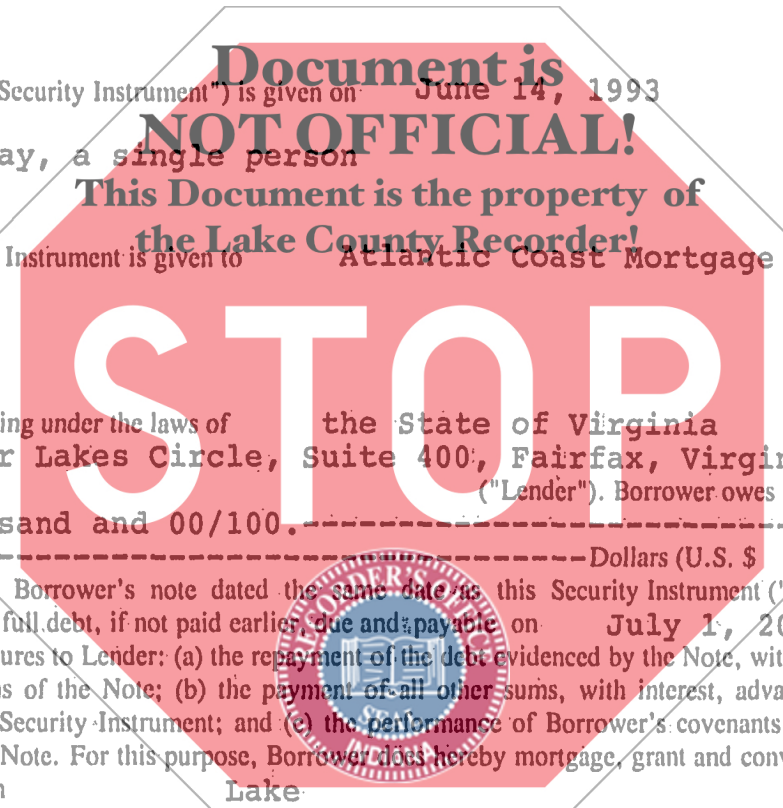 Document is
Security Instrument") is given on June 14, 1993
NOT OFFICIAL!
ay, a single person
This Document is the property of
the Lake County Recorder!
Instrument is given to Atlantic Coast Mortgage
STOP
ing under the laws of the State of Virginia
r Lakes Circle, Suite 400, Fairfax, Virgin
("Lender"). Borrower owes
sand and 00/100.--------------------------------
----------------------------------------Dollars (U.S. $
Borrower's note dated the same date as this Security Instrument ("
full debt, if not paid earlier, due and payable on July 1, 20
ures to Lender: (a) the repayment of the debt evidenced by the Note, wit
s of the Note; (b) the payment of all other sums, with interest, adva
Security Instrument; and (c) the performance of Borrower's covenants
Note. For this purpose, Borrower does hereby mortgage, grant and conv
Lake
RECORDER'S OFFICE
SEAL